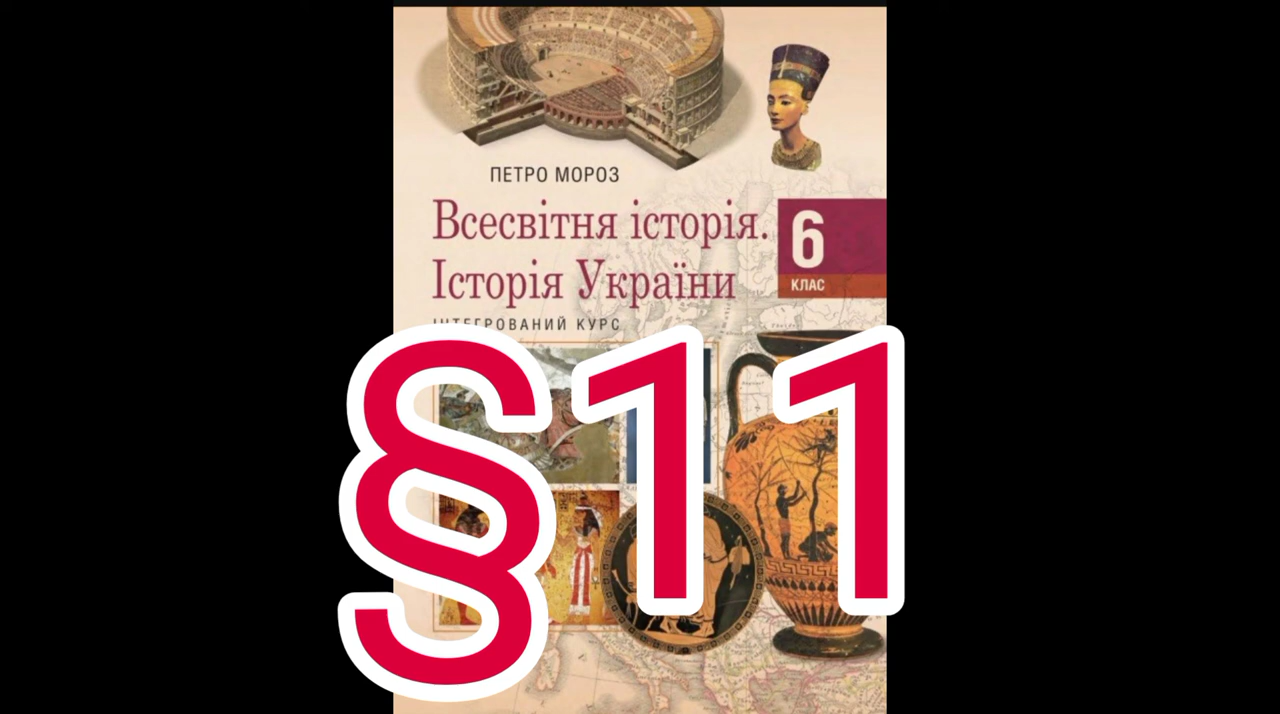 ПЕТРО МОРОЗ
Всесвітня історія.
Історія України
6
КЛАС
ІНТЕГРОВАНИЙ КУРС
§11